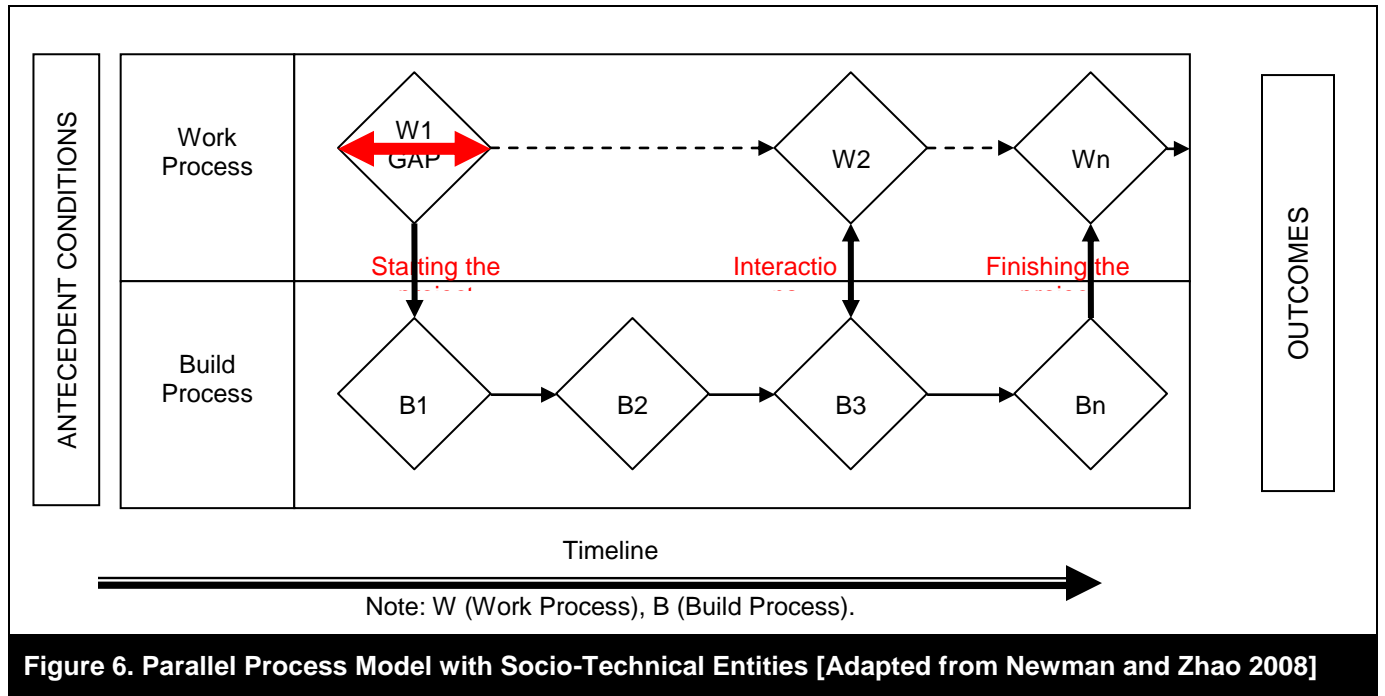 ANTECEDENT CONDITIONS
Work
Process
W1
GAP
W2
Wn
Starting the
Interactio
Finishing the
Build
Process
B1
B2
B3
Bn
OUTCOMES
Timeline
Note: W (Work Process), B (Build Process).
Figure 6. Parallel Process Model with Socio-Technical Entities [Adapted from Newman and Zhao 2008]